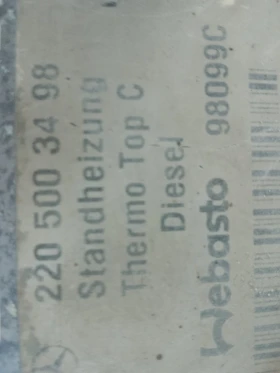 220 500 34 98
Standheizung
Thermo Top C
Diesel
Webasto 98099C